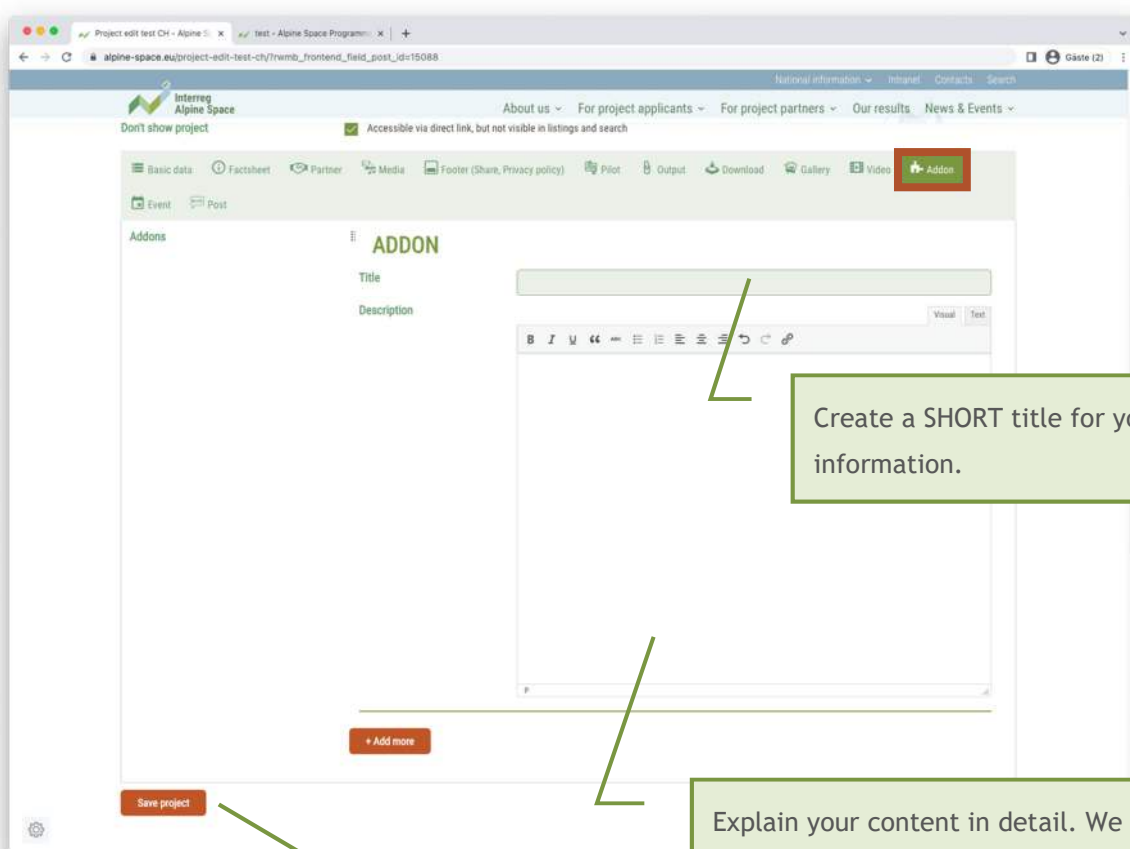 Project edit test CH - Alpine S x test - Alpine Space Programm x +
alpine-space.eu/project-edit-test-ch/?rwmb_frontend_field_post_id=15088 Gäste (2)
National information Intranet Contacts Search
Interreg
Alpine Space
About us For project applicants For project partners Our results News & Events
Don't show project Accessible via direct link, but not visible in listings and search
Basic data Factsheet Partner Media Footer (Share, Privacy policy) Pilot Output Download Gallery Video Addon
Event Post
Addons ADDON
Title
Description
Visual Text
B I U ABC
Create a SHORT title for yo
information.
P
+ Add more
Save project
Explain your content in detail. We